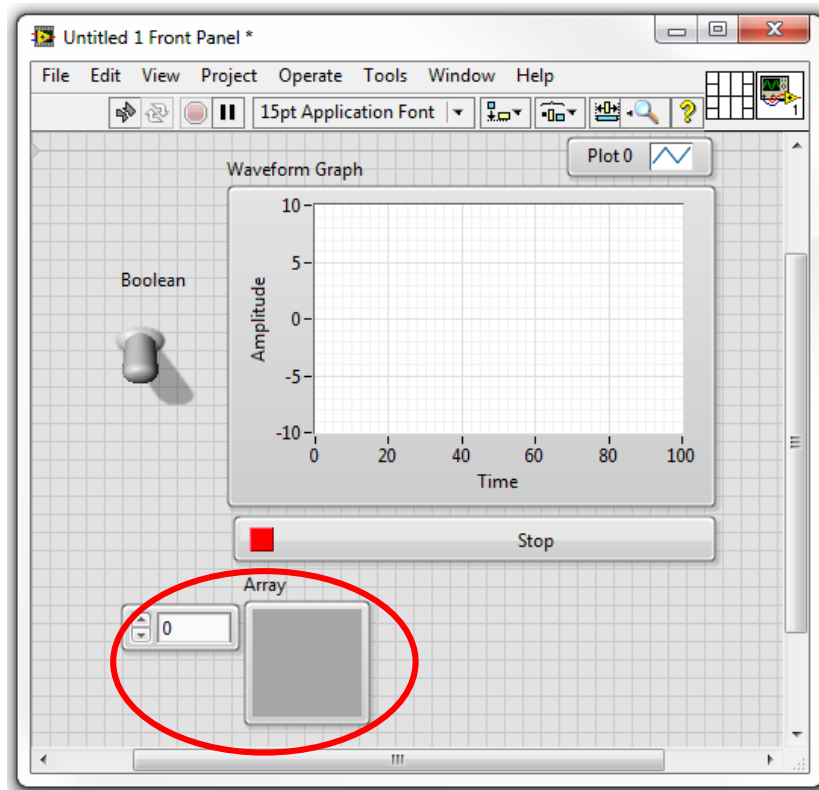 Untitled 1 Front Panel *
File Edit View Project Operate Tools Window Help
15pt Application Font
1
Plot 0
Waveform Graph
10
5
0
-5
-10
Amplitude
0 20 40 60 80 100
Time
Boolean
Stop
Array
0